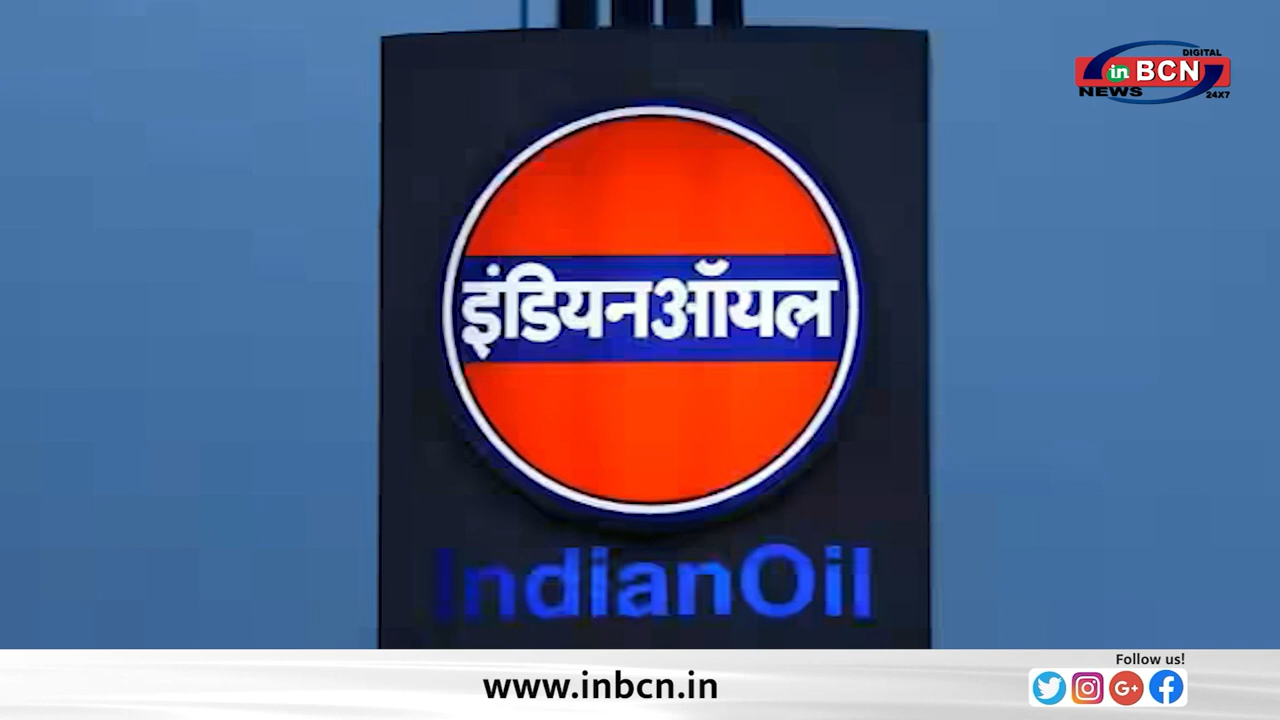 DIGITAL
in BCN
NEWS 24X7
इंडियनऑयल
IndianOil
www.inbcn.in
Follow us!